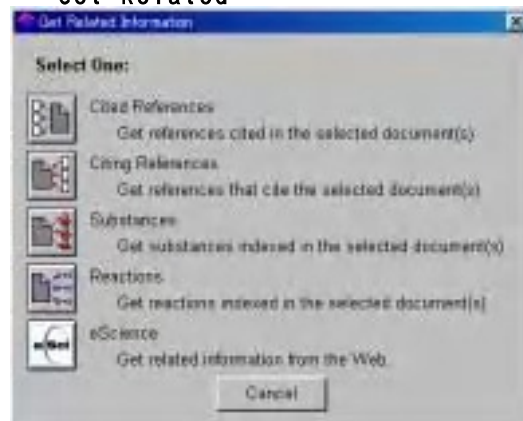 Get Related
Get Related Information
Select One:
Cited References
Get references cited in the selected document(s)
Citing References
Get references that cite the selected document(s)
Substances
Get substances indexed in the selected document(s)
Reactions
Get reactions indexed in the selected document(s)
eScience
Get related information from the Web.
Cancel